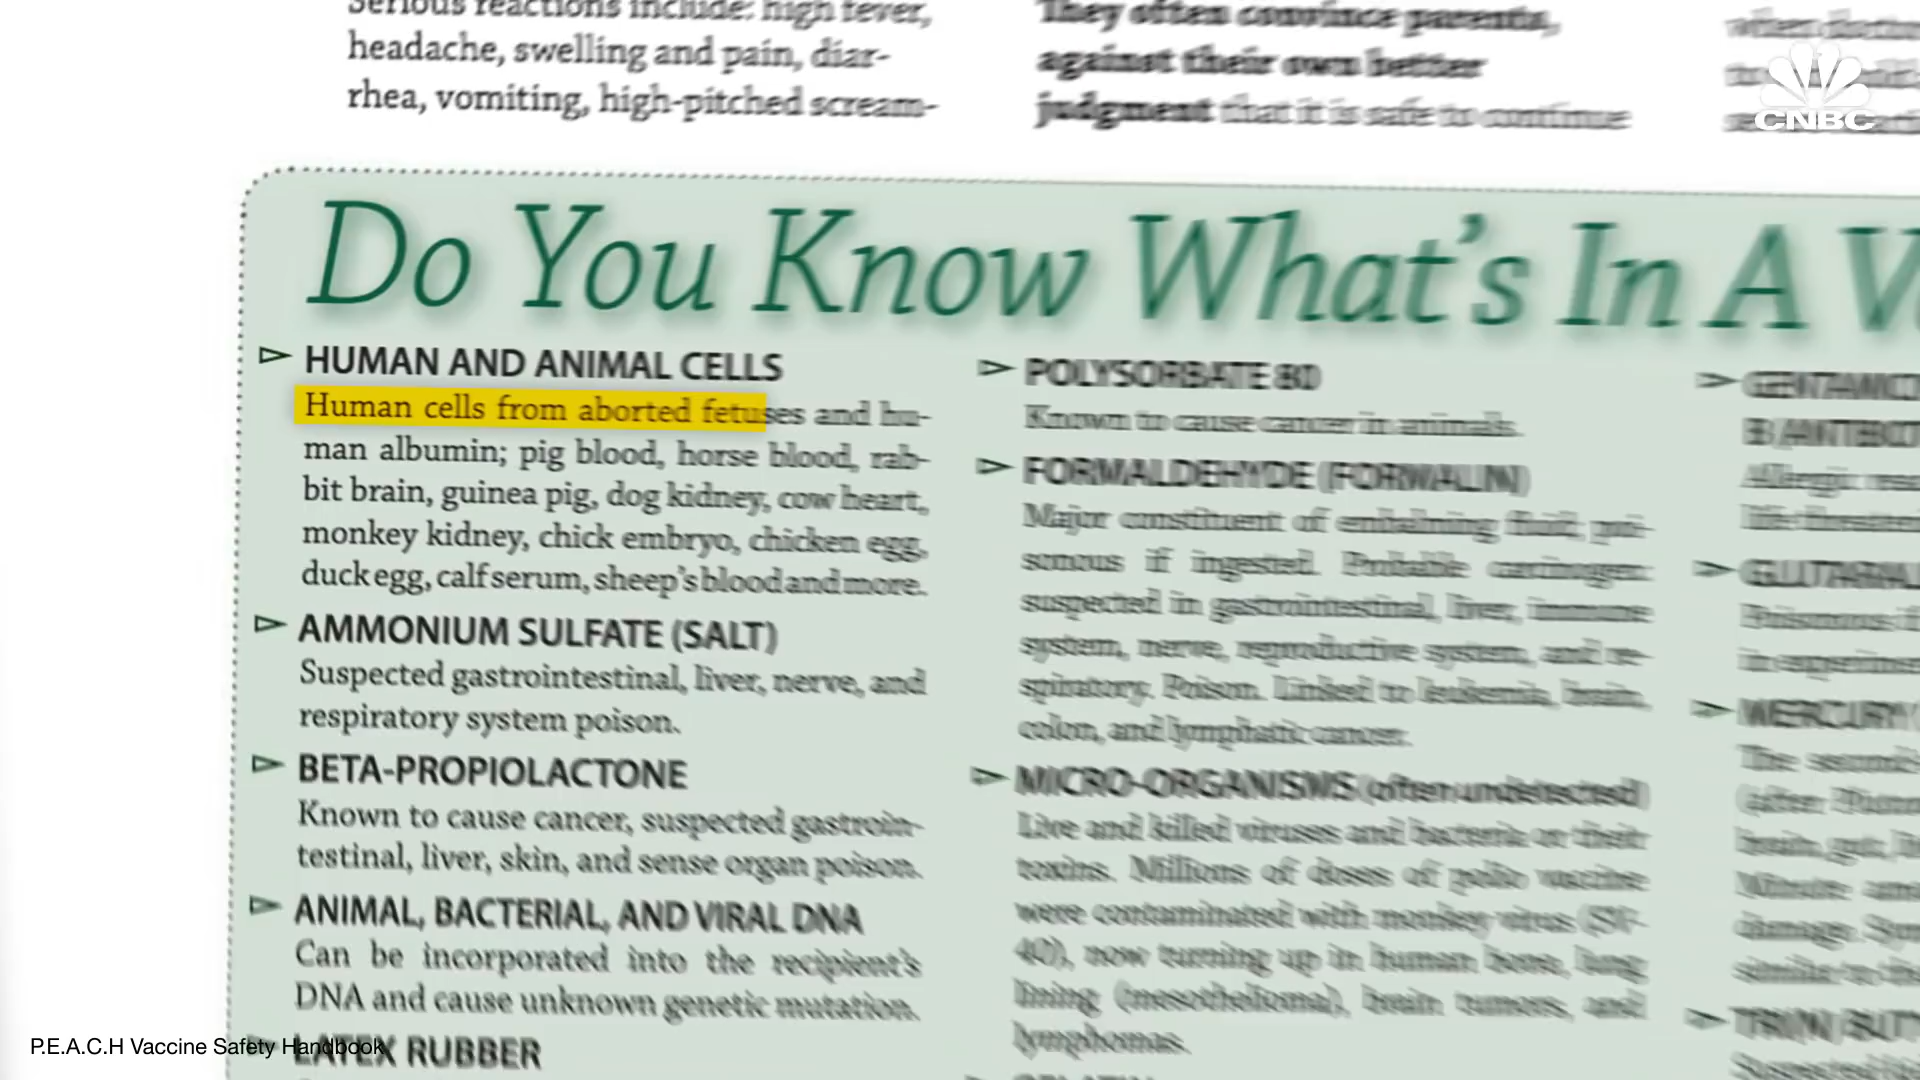 Serious reactions include: high fever,
headache, swelling and pain, diar-
rhea, vomiting, high-pitched scream-
They often convince parents,
against their own better
judgment that it is safe to continue
CNBC
Do You Know What's In A V
HUMAN AND ANIMAL CELLS
Human cells from aborted fetuses and hu-
man albumin; pig blood, horse blood, rab-
bit brain, guinea pig, dog kidney, cow heart,
monkey kidney, chick embryo, chicken egg,
duck egg, calf serum, sheep's blood and more.
AMMONIUM SULFATE (SALT)
Suspected gastrointestinal, liver, nerve, and
respiratory system poison.
BETA-PROPIOLACTONE
Known to cause cancer, suspected gastroin-
testinal, liver, skin, and sense organ poison.
ANIMAL, BACTERIAL, AND VIRAL DNA
Can be incorporated into the recipient's
DNA and cause unknown genetic mutation.
LATEX RUBBER
POLYSORBATE 80
Known to cause cancer in animals.
FORMALDEHYDE (FORMALIN)
Major constituent of embalming fluid; poi-
sonous if ingested. Probable carcinogen;
suspected in gastrointestinal, liver, immune
system, nerve, reproductive system, and re-
spiratory. Poison. Linked to leukemia, brain,
colon, and lymphatic cancer.
MICRO-ORGANISMS (often undetected)
Live and killed viruses and bacteria or their
toxins. Millions of doses of polio vaccine
were contaminated with monkey virus (SV-
40), now turning up in human bone, lung
lining (mesothelioma), brain tumors, and
lymphomas.
MERCURY
P.E.A.C.H Vaccine Safety Handbook